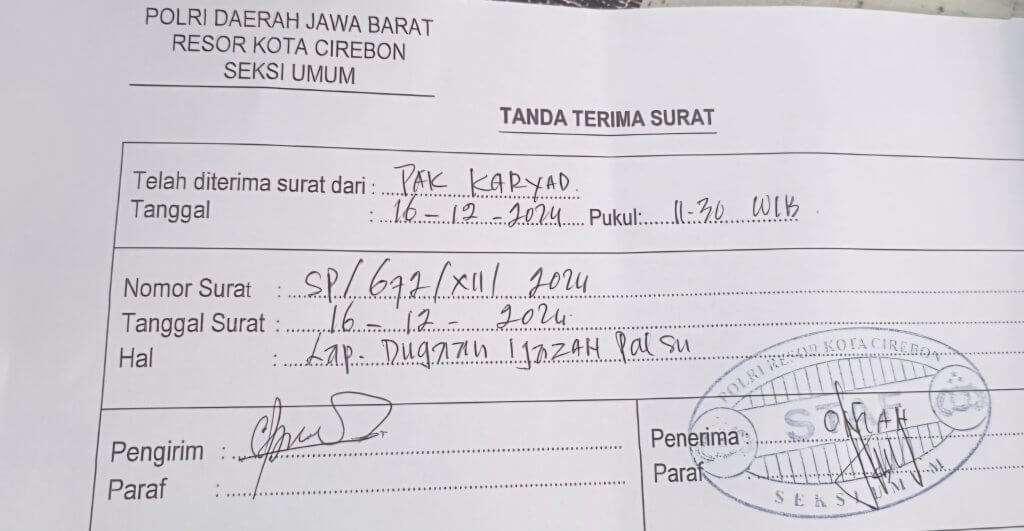 POLRI DAERAH JAWA BARAT
RESOR KOTA CIREBON
SEKSI UMUM
TANDA TERIMA SURAT
Telah diterima surat dari : PAK KARYAD.
Tanggal : 16-12-2024 Pukul: 11-30 WIB
Nomor Surat : SP/672/XII/ 2024
Tanggal Surat : 16 - 12 - 2024
Hal : Lap. Dugaan Ijazah Palsu
Pengirim :
Paraf :
Penerima :
Paraf
POLRI RESOR KOTA CIREBON
STAF
SEKSI UMUM